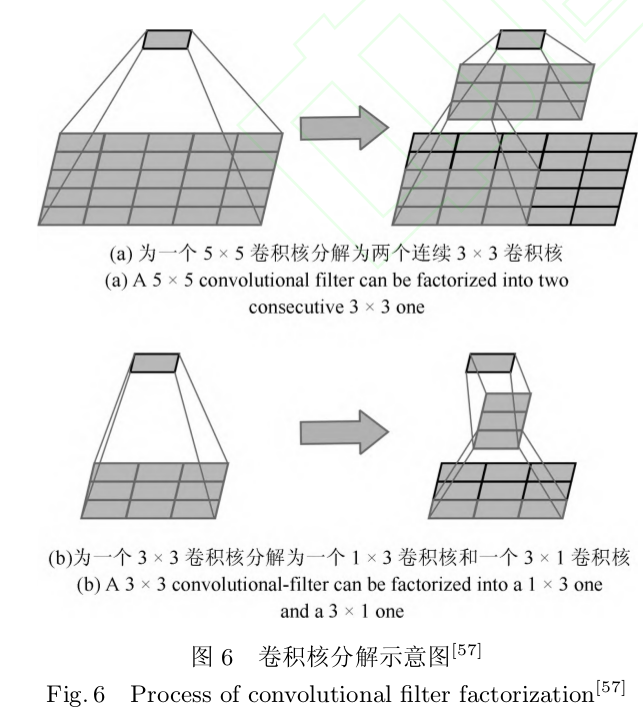 (a) 为一个 5 × 5 卷积核分解为两个连续 3 × 3 卷积核
(a) A 5 × 5 convolutional filter can be factorized into two
consecutive 3 × 3 one
(b)为一个 3 × 3 卷积核分解为一个 1 × 3 卷积核和一个 3 × 1 卷积核
(b) A 3 × 3 convolutional-filter can be factorized into a 1 × 3 one
and a 3 × 1 one
图 6 卷积核分解示意图[57]
Fig. 6 Process of convolutional filter factorization[57]